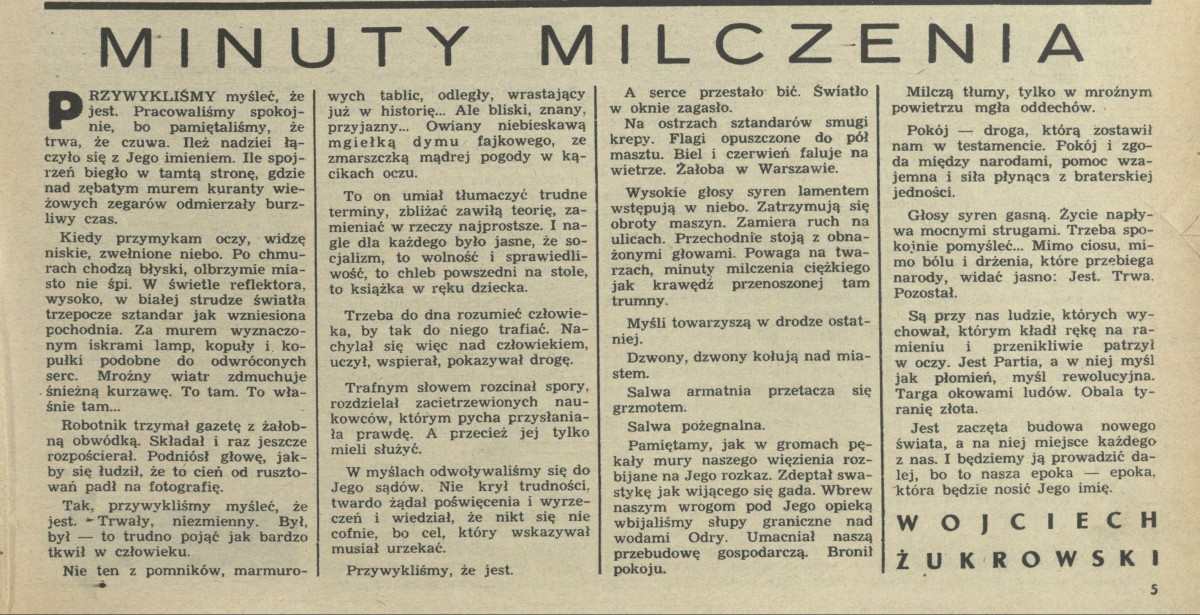 MINUTY MILCZENIA
PRZYWYKLIŚMY myśleć, że
jest. Pracowaliśmy spokoj-
nie, bo pamiętaliśmy, że
trwa, że czuwa. Ileż nadziei łą-
czyło się z Jego imieniem. Ile spoj-
rzeń biegło w tamtą stronę, gdzie
nad zębatym murem kuranty wie-
żowych zegarów odmierzały burz-
liwy czas.
Kiedy przymykam oczy, widzę
niskie, zwełnione niebo. Po chmu-
rach chodzą błyski, olbrzymie mia-
sto nie śpi. W świetle reflektora,
wysoko, w białej strudze światła
trzepocze sztandar jak wzniesiona
pochodnia. Za murem wyznaczo-
nym iskrami lamp, kopuły i ko-
pułki podobne do odwróconych
serc. Mroźny wiatr zdmuchuje
śnieżną kurzawę. To tam. To wła-
śnie tam...
Robotnik trzymał gazetę z żałob-
ną obwódką. Składał i raz jeszcze
rozpościerał. Podniósł głowę, jak-
by się łudził, że to cień od ruszto-
wań padł na fotografię.
Tak, przywykliśmy myśleć, że
jest. Trwały, niezmienny. Był,
był — to trudno pojąć jak bardzo
tkwił w człowieku.
Nie ten z pomników, marmuro-
wych tablic, odległy, wrastający
już w historię... Ale bliski, znany,
przyjazny... Owiany niebieskawą
mgiełką dymu fajkowego, ze
zmarszczką mądrej pogody w ką-
cikach oczu.
To on umiał tłumaczyć trudne
terminy, zbliżać zawiłą teorię, za-
mieniać w rzeczy najprostsze. I na-
gle dla każdego było jasne, że so-
cjalizm, to wolność i sprawiedli-
wość, to chleb powszedni na stole,
to książka w ręku dziecka.
Trzeba do dna rozumieć człowie-
ka, by tak do niego trafiać. Na-
chylał się więc nad człowiekiem,
uczył, wspierał, pokazywał drogę.
Trafnym słowem rozcinał spory,
rozdzielał zacietrzewionych nau-
kowców, którym pycha przysłania-
ła prawdę. A przecież jej tylko
mieli służyć.
W myślach odwoływaliśmy się do
Jego sądów. Nie krył trudności,
twardo żądał poświęcenia i wyrze-
czeń i wiedział, że nikt się nie
cofnie, bo cel, który wskazywał
musiał urzekać.
Przywykliśmy, że jest.
A serce przestało bić. Światło
w oknie zagasło.
Na ostrzach sztandarów smugi
krepy. Flagi opuszczone do pół
masztu. Biel i czerwień faluje na
wietrze. Żałoba w Warszawie.
Wysokie głosy syren lamentem
wstępują w niebo. Zatrzymują się
obroty maszyn. Zamiera ruch na
ulicach. Przechodnie stoją z obna-
żonymi głowami. Powaga na twa-
rzach, minuty milczenia ciężkiego
jak krawędź przenoszonej tam
trumny.
Myśli towarzyszą w drodze ostat-
niej.
Dzwony, dzwony kołują nad mia-
stem.
Salwa armatnia przetacza się
grzmotem.
Salwa pożegnalna.
Pamiętamy, jak w gromach pę-
kały mury naszego więzienia roz-
bijane na Jego rozkaz. Zdeptał swa-
stykę jak wijącego się gada. Wbrew
naszym wrogom pod Jego opieką
wbijaliśmy słupy graniczne nad
wodami Odry. Umacniał naszą
przebudowę gospodarczą. Bronił
pokoju.
Milczą tłumy, tylko w mroźnym
powietrzu mgła oddechów.
Pokój — droga, którą zostawił
nam w testamencie. Pokój i zgo-
da między narodami, pomoc wza-
jemna i siła płynąca z braterskiej
jedności.
Głosy syren gasną. Życie napły-
wa mocnymi strugami. Trzeba spo-
kojnie pomyśleć... Mimo ciosu, mi-
mo bólu i drżenia, które przebiega
narody, widać jasno: Jest. Trwa.
Pozostał.
Są przy nas ludzie, których wy-
chował, którym kładł rękę na ra-
mieniu i przenikliwie patrzył
w oczy. Jest Partia, a w niej myśl
jak płomień, myśl rewolucyjna.
Targa okowami ludów. Obala ty-
ranię złota.
Jest zaczęta budowa nowego
świata, a na niej miejsce każdego
z nas. I będziemy ją prowadzić da-
lej, bo to nasza epoka — epoka,
która będzie nosić Jego imię.
WOJCIECH
ŻUKROWSKI
5